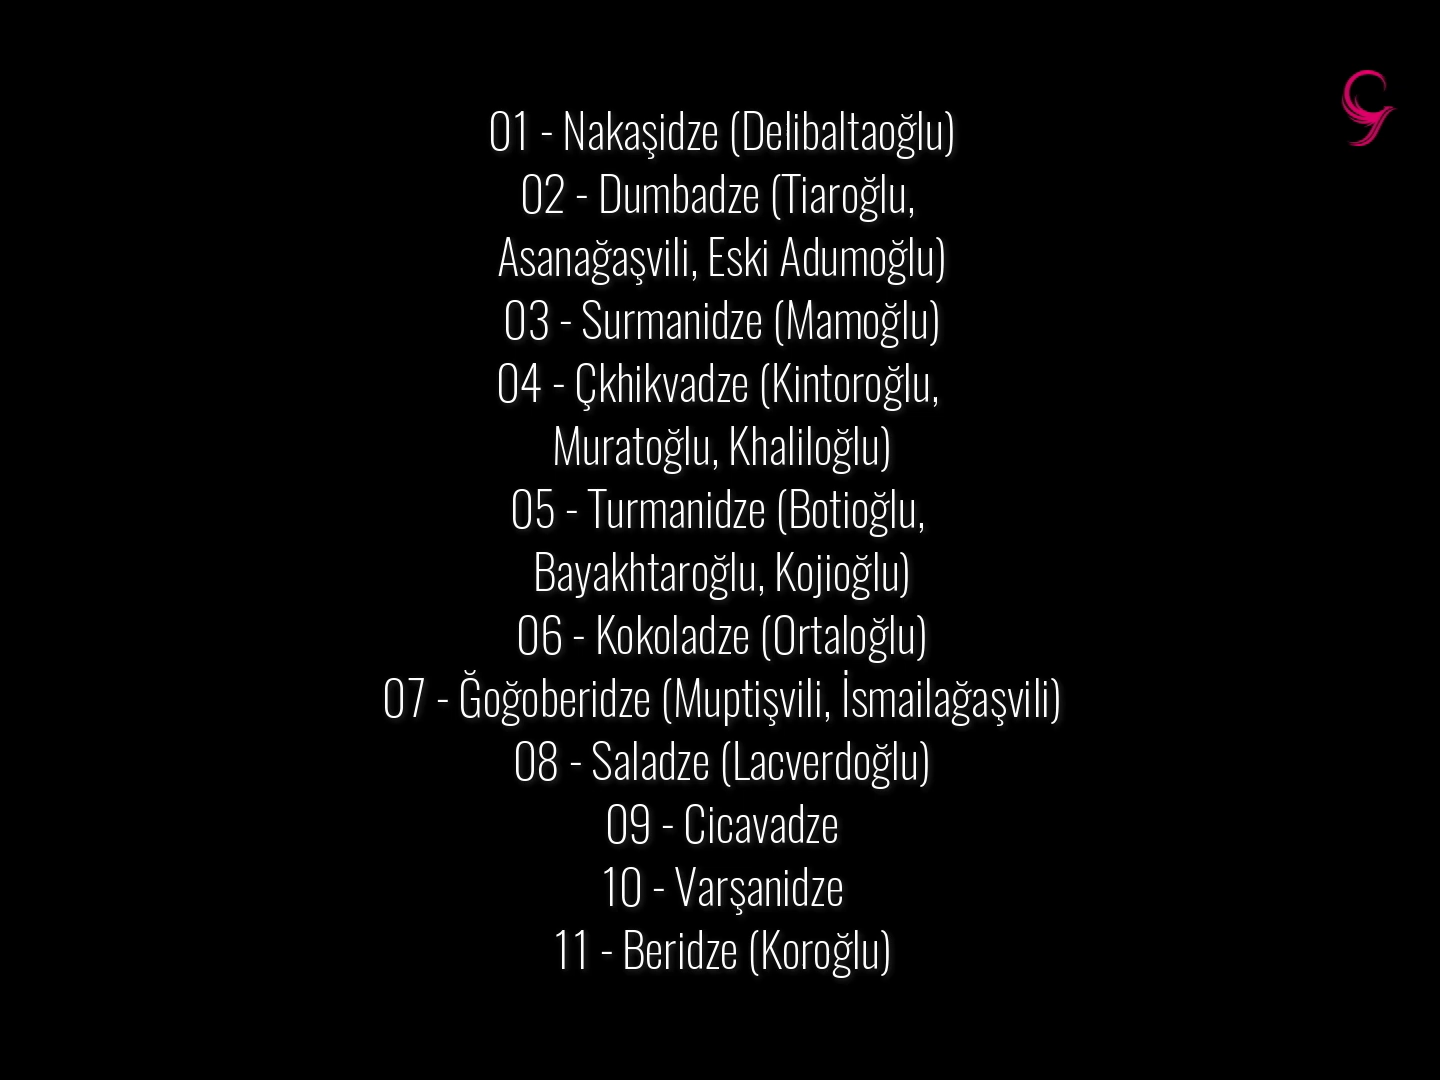 01 - Nakaşidze (Delibaltaoğlu)
02 - Dumbadze (Tiaroğlu,
Asanağaşvili, Eski Adumoğlu)
03 - Surmanidze (Mamoğlu)
04 - Çkhikvadze (Kintoroğlu,
Muratoğlu, Khaliloğlu)
05 - Turmanidze (Botioğlu,
Bayakhtaroğlu, Kojioğlu)
06 - Kokoladze (Ortaloğlu)
07 - Ğoğoberidze (Muptişvili, İsmailağaşvili)
08 - Saladze (Lacverdoğlu)
09 - Cicavadze
10 - Varşanidze
11 - Beridze (Koroğlu)